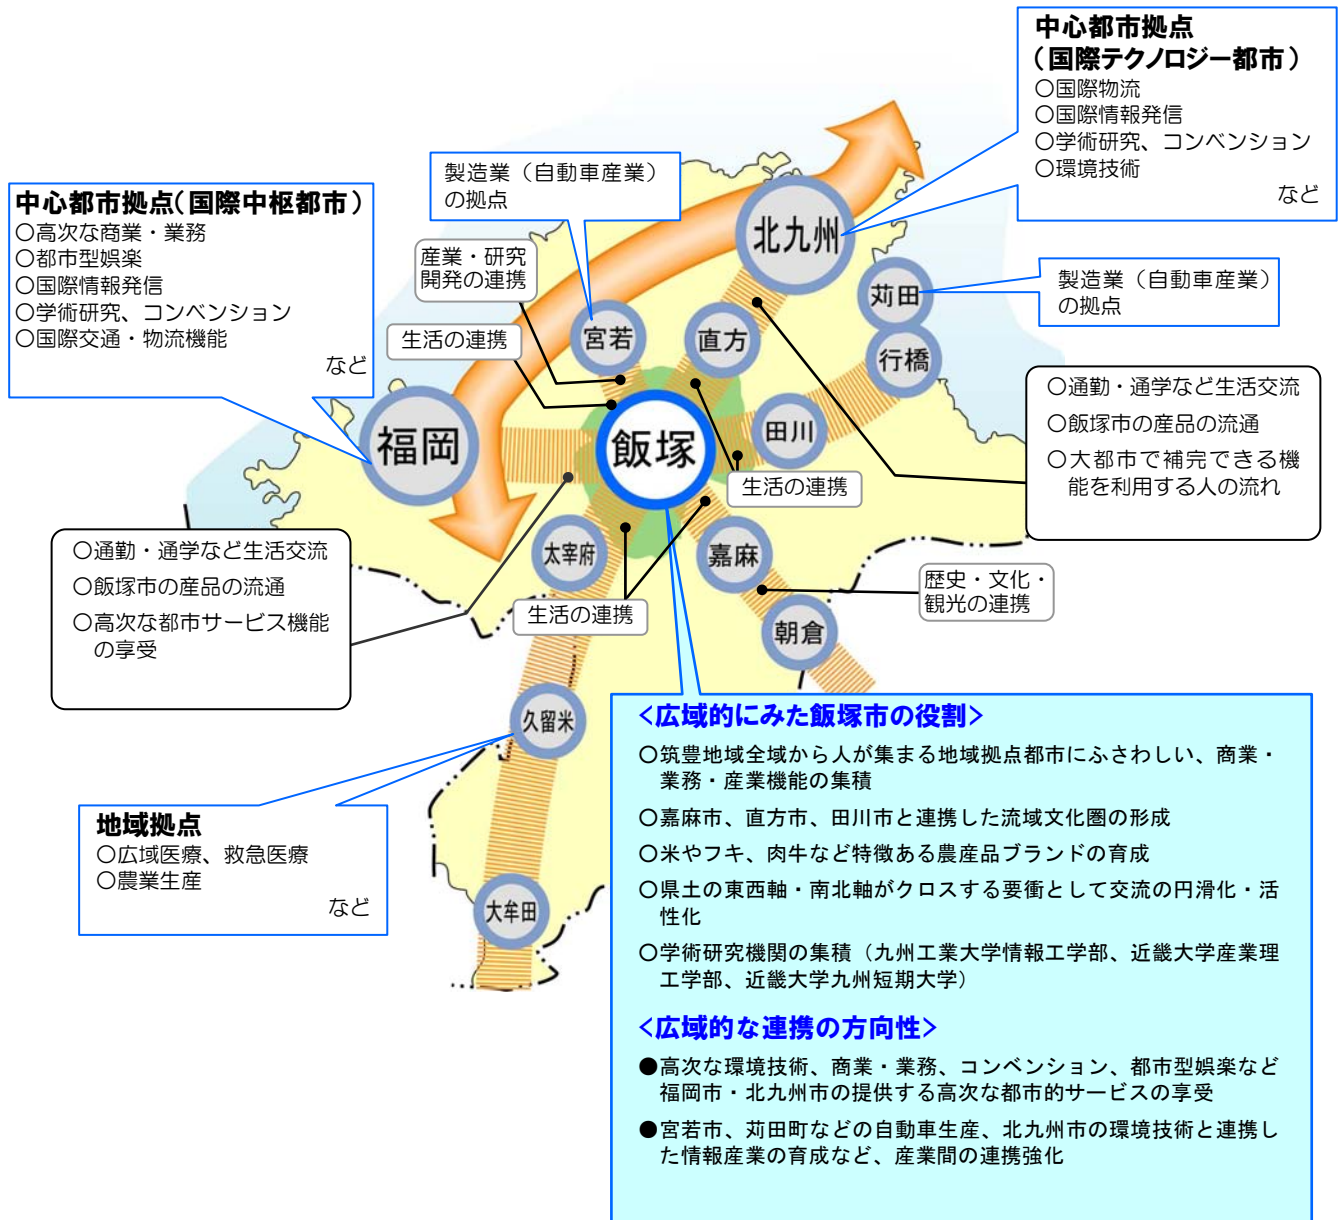 中心都市拠点
（国際テクノロジー都市）
〇国際物流
〇国際情報発信
〇学術研究、コンベンション
〇環境技術
など
製造業（自動車産業）
の拠点
中心都市拠点（国際中枢都市）
〇高次な商業・業務
〇都市型娯楽
〇国際情報発信
〇学術研究、コンベンション
〇国際交通・物流機能
など
産業・研究
開発の連携
生活の連携
北九州
苅田
製造業（自動車産業）
の拠点
宮若
直方
行橋
福岡
飯塚
田川
生活の連携
〇通勤・通学など生活交流
〇飯塚市の産品の流通
〇大都市で補完できる機
能を利用する人の流れ
〇通勤・通学など生活交流
〇飯塚市の産品の流通
〇高次な都市サービス機能
の享受
太宰府
嘉麻
生活の連携
歴史・文化・
観光の連携
朝倉
久留米
地域拠点
〇広域医療、救急医療
〇農業生産
など
大牟田
<広域的にみた飯塚市の役割>
〇筑豊地域全域から人が集まる地域拠点都市にふさわしい、商業・
業務・産業機能の集積
〇嘉麻市、直方市、田川市と連携した流域文化圏の形成
〇米やフキ、肉牛など特徴ある農産品ブランドの育成
〇県土の東西軸・南北軸がクロスする要衝として交流の円滑化・活
性化
〇学術研究機関の集積（九州工業大学情報工学部、近畿大学産業理
工学部、近畿大学九州短期大学）
<広域的な連携の方向性>
●高次な環境技術、商業・業務、コンベンション、都市型娯楽など
福岡市・北九州市の提供する高次な都市的サービスの享受
●宮若市、苅田町などの自動車生産、北九州市の環境技術と連携し
た情報産業の育成など、産業間の連携強化